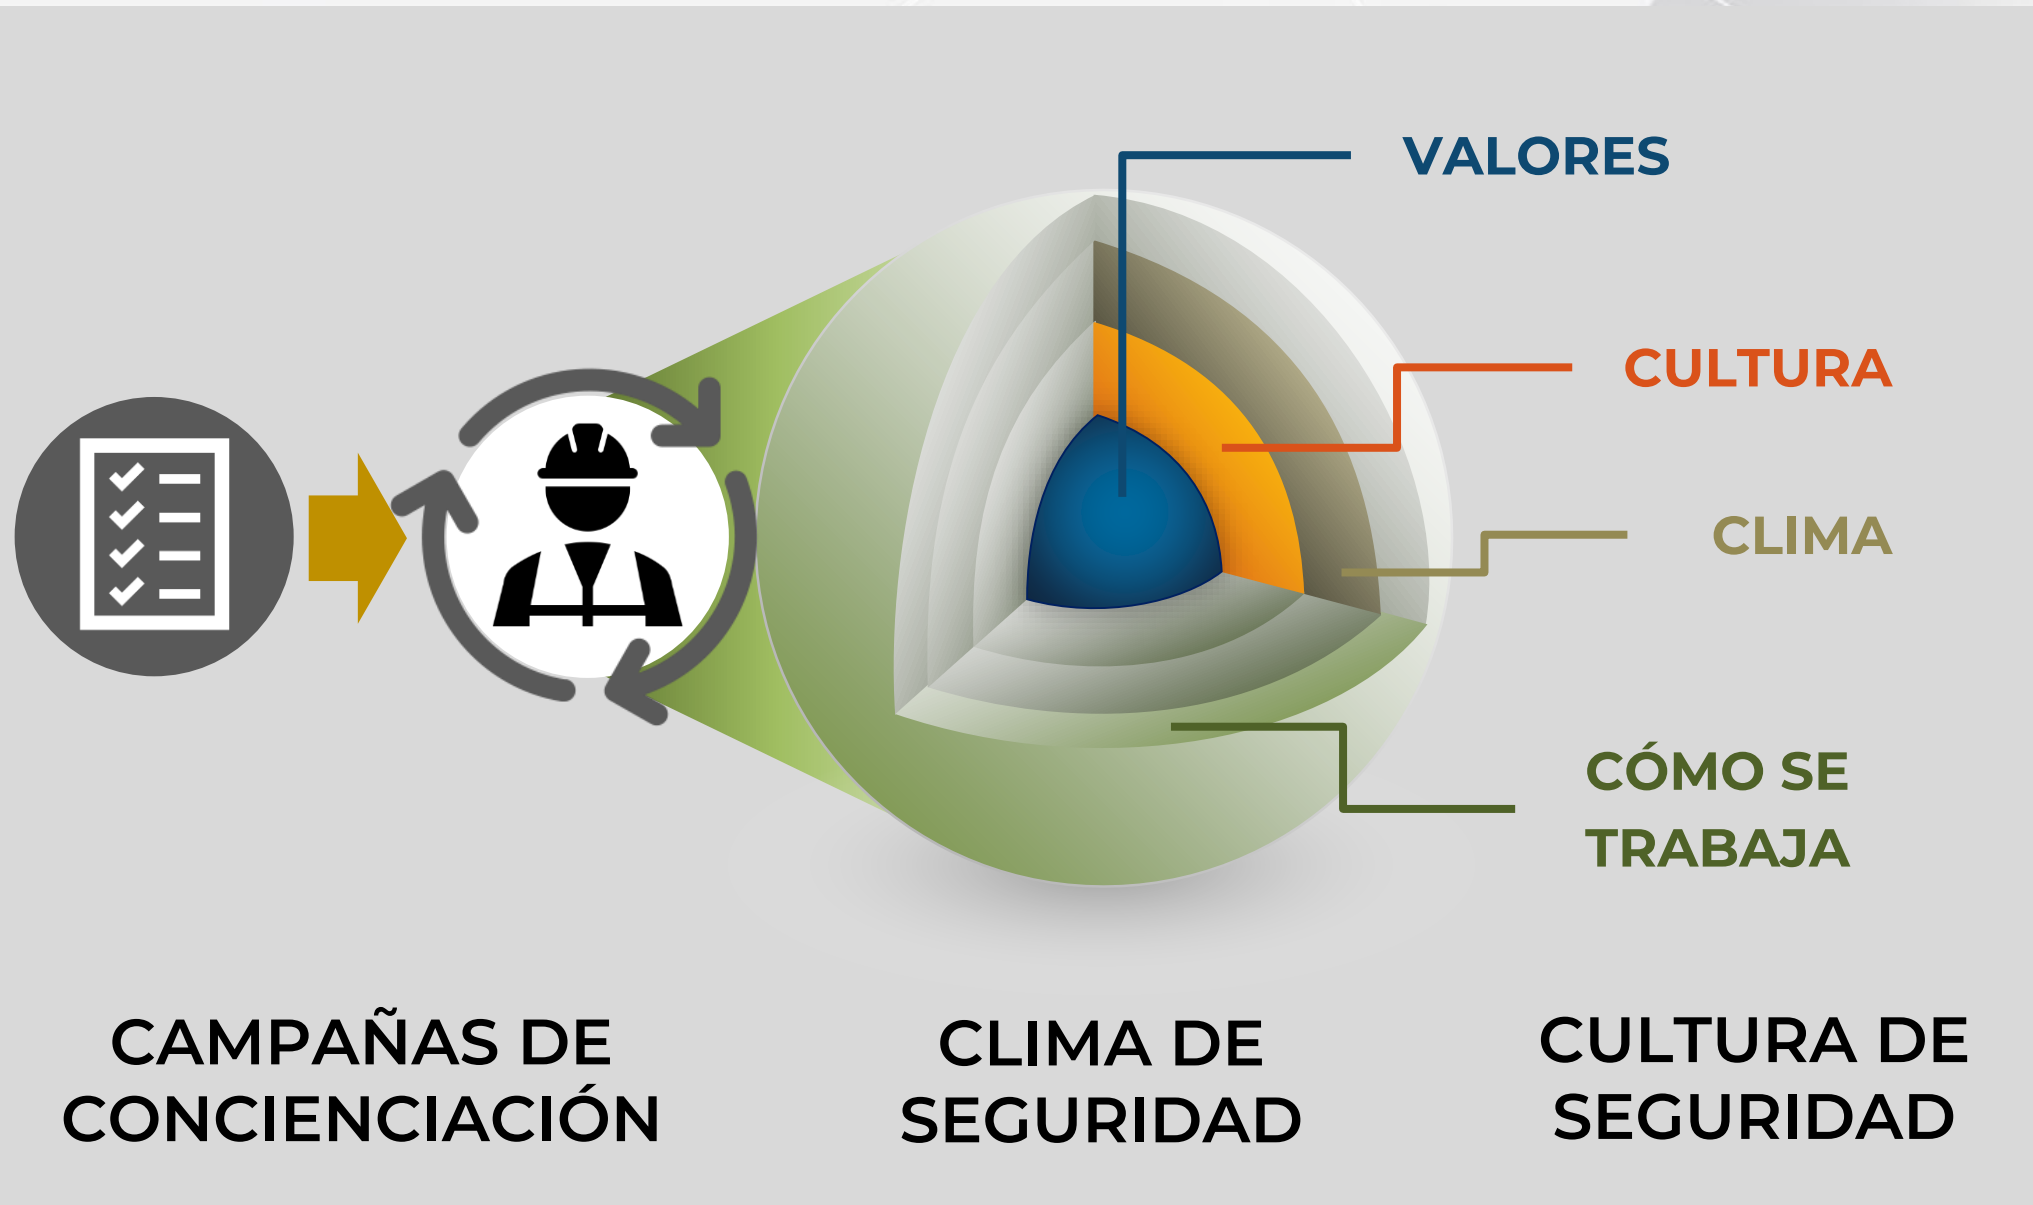 VALORES
CULTURA
CLIMA
CÓMO SE
TRABAJA
CAMPAÑAS DE
CONCIENCIACIÓN
CLIMA DE
SEGURIDAD
CULTURA DE
SEGURIDAD